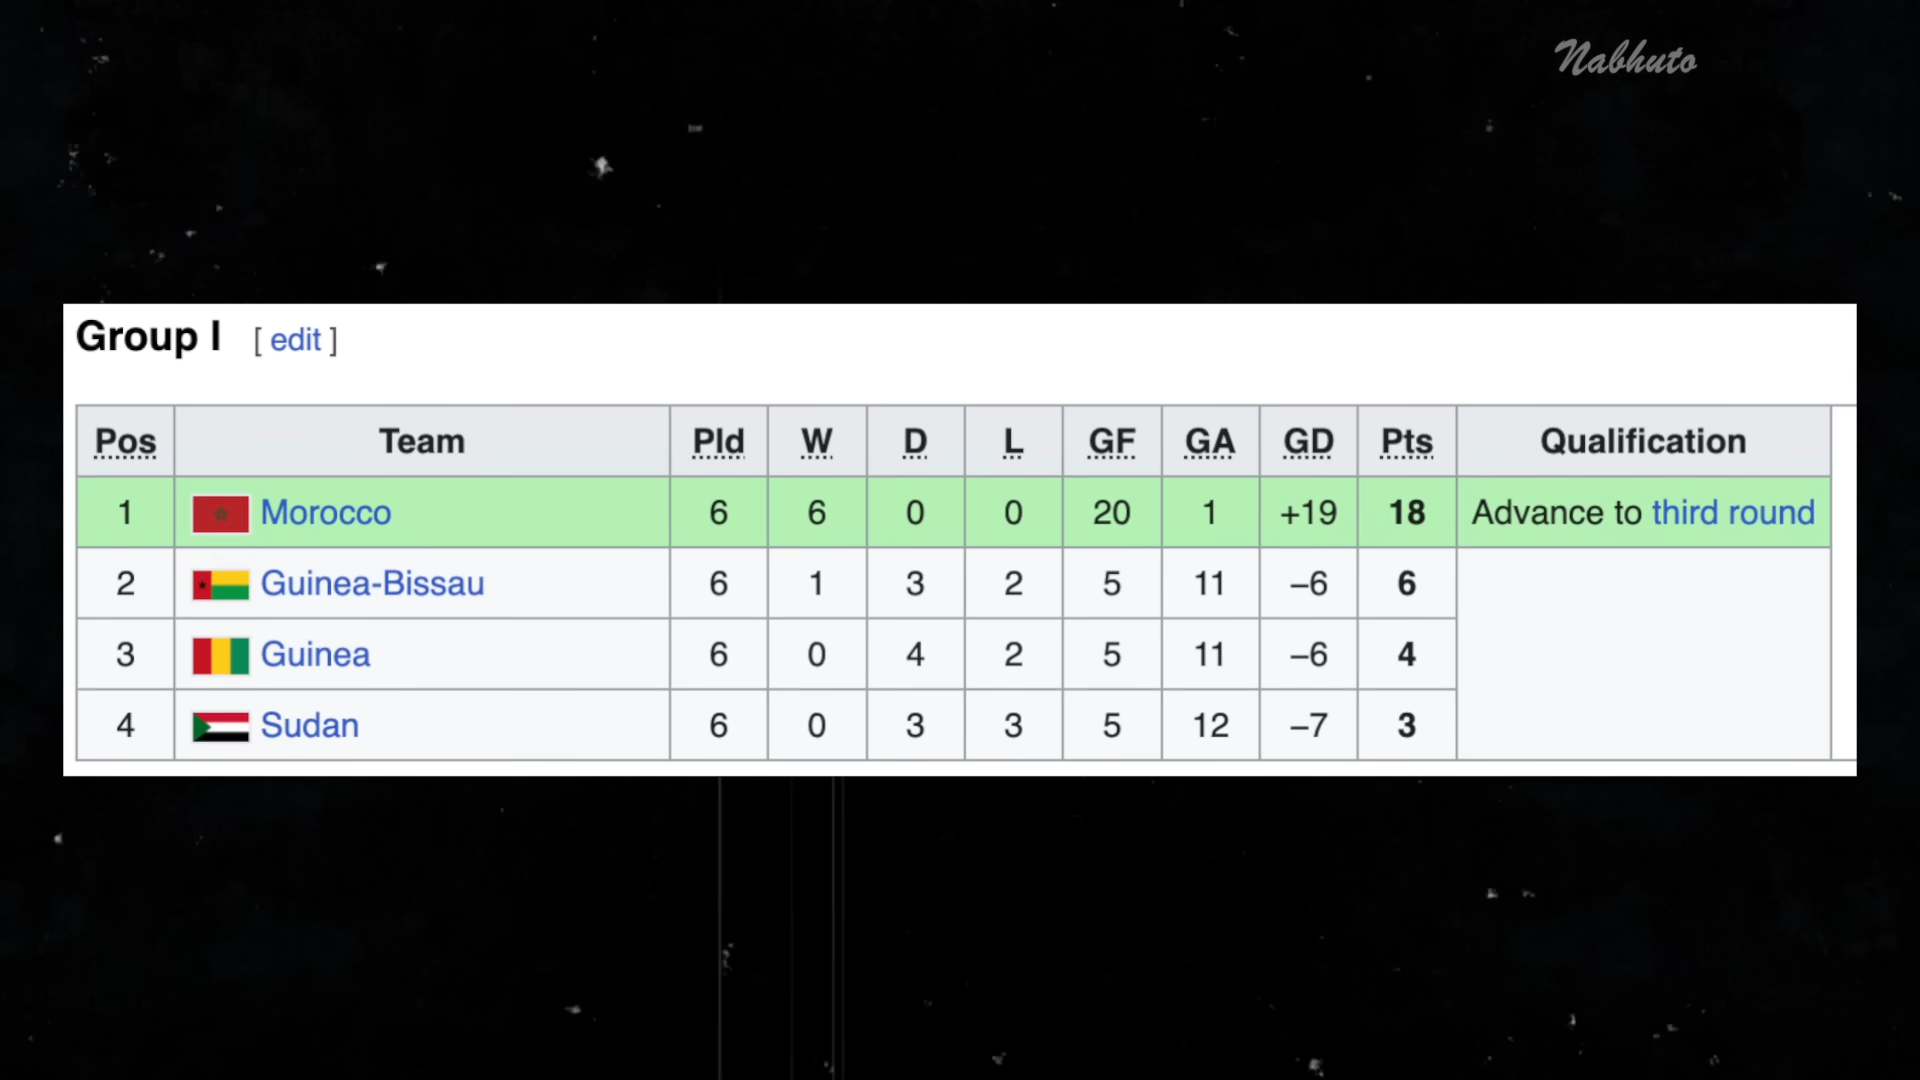 Nabhuto
Group I [ edit ]
Pos Team Pld W D L GF GA GD Pts Qualification
1 Morocco 6 6 0 0 20 1 +19 18 Advance to third round
2 Guinea-Bissau 6 1 3 2 5 11 −6 6
3 Guinea 6 0 4 2 5 11 −6 4
4 Sudan 6 0 3 3 5 12 −7 3